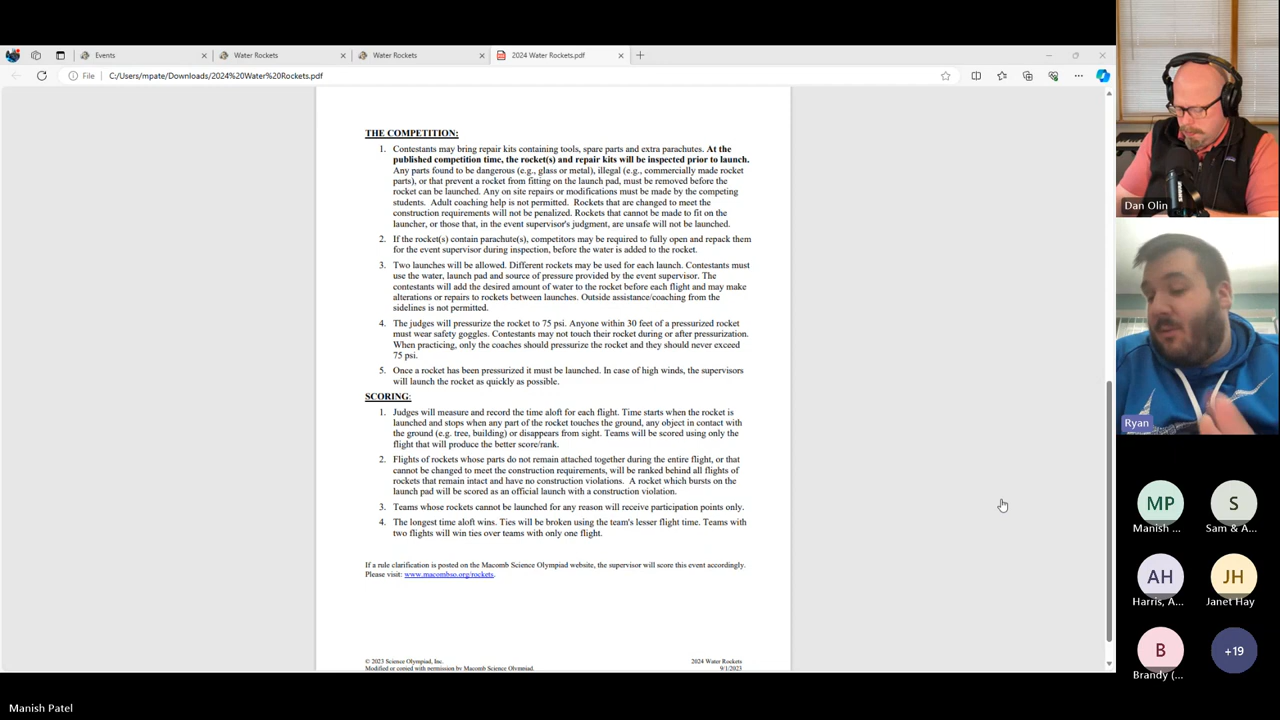 Events
Water Rockets
Water Rockets
2024 Water Rockets.pdf
File
C:/Users/mpate/Downloads/2024%20Water%20Rockets.pdf
THE COMPETITION:
1. Contestants may bring repair kits containing tools, spare parts and extra parachutes. At the
published competition time, the rocket(s) and repair kits will be inspected prior to launch.
Any parts found to be dangerous (e.g., glass or metal), illegal (e.g., commercially made rocket
parts), or that prevent a rocket from fitting on the launch pad, must be removed before the
rocket can be launched. Any on site repairs or modifications must be made by the competing
students. Adult coaching help is not permitted. Rockets that are changed to meet the
construction requirements will not be penalized. Rockets that cannot be made to fit on the
launcher, or those that, in the event supervisor's judgment, are unsafe will not be launched.
2. If the rocket(s) contain parachute(s), competitors may be required to fully open and repack them
for the event supervisor during inspection, before the water is added to the rocket.
3. Two launches will be allowed. Different rockets may be used for each launch. Contestants must
use the water, launch pad and source of pressure provided by the event supervisor. The
contestants will add the desired amount of water to the rocket before each flight and may make
alterations or repairs to rockets between launches. Outside assistance/coaching from the
sidelines is not permitted.
4. The judges will pressurize the rocket to 75 psi. Anyone within 30 feet of a pressurized rocket
must wear safety goggles. Contestants may not touch their rocket during or after pressurization.
When practicing, only the coaches should pressurize the rocket and they should never exceed
75 psi.
5. Once a rocket has been pressurized it must be launched. In case of high winds, the supervisors
will launch the rocket as quickly as possible.
SCORING:
1. Judges will measure and record the time aloft for each flight. Time starts when the rocket is
launched and stops when any part of the rocket touches the ground, any object in contact with
the ground (e.g. tree, building) or disappears from sight. Teams will be scored using only the
flight that will produce the better score/rank.
2. Flights of rockets whose parts do not remain attached together during the entire flight, or that
cannot be changed to meet the construction requirements, will be ranked behind all flights of
rockets that remain intact and have no construction violations. A rocket which bursts on the
launch pad will be scored as an official launch with a construction violation.
3. Teams whose rockets cannot be launched for any reason will receive participation points only.
4. The longest time aloft wins. Ties will be broken using the team's lesser flight time. Teams with
two flights will win ties over teams with only one flight.
If a rule clarification is posted on the Macomb Science Olympiad website, the supervisor will score this event accordingly.
Please visit: www.macombso.org/rockets.
© 2023 Science Olympiad, Inc.
Modified or copied with permission by Macomb Science Olympiad.
2024 Water Rockets
9/1/2023
Dan Olin
Ryan
MP
Manish ...
S
Sam & A...
AH
Harris, A...
JH
Janet Hay
B
Brandy (...
+19
Manish Patel